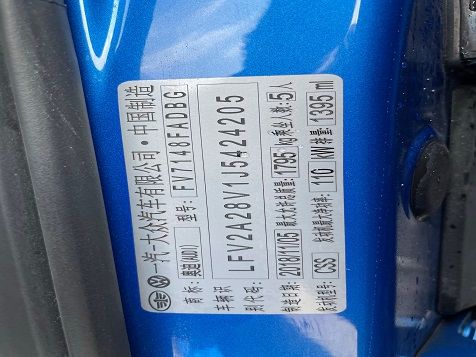 一汽-大众汽车有限公司·中国制造
商标: 奥迪(AUDI) 型号: FV7148FADBG
车辆识别代号: LFV2A28V1J5424205
制造日期: 2018/11/05 最大允许总质量: 1795 kg 乘坐人数: 5 人
发动机型号: CSS 发动机最大净功率: 110 kW 排量: 1395 ml